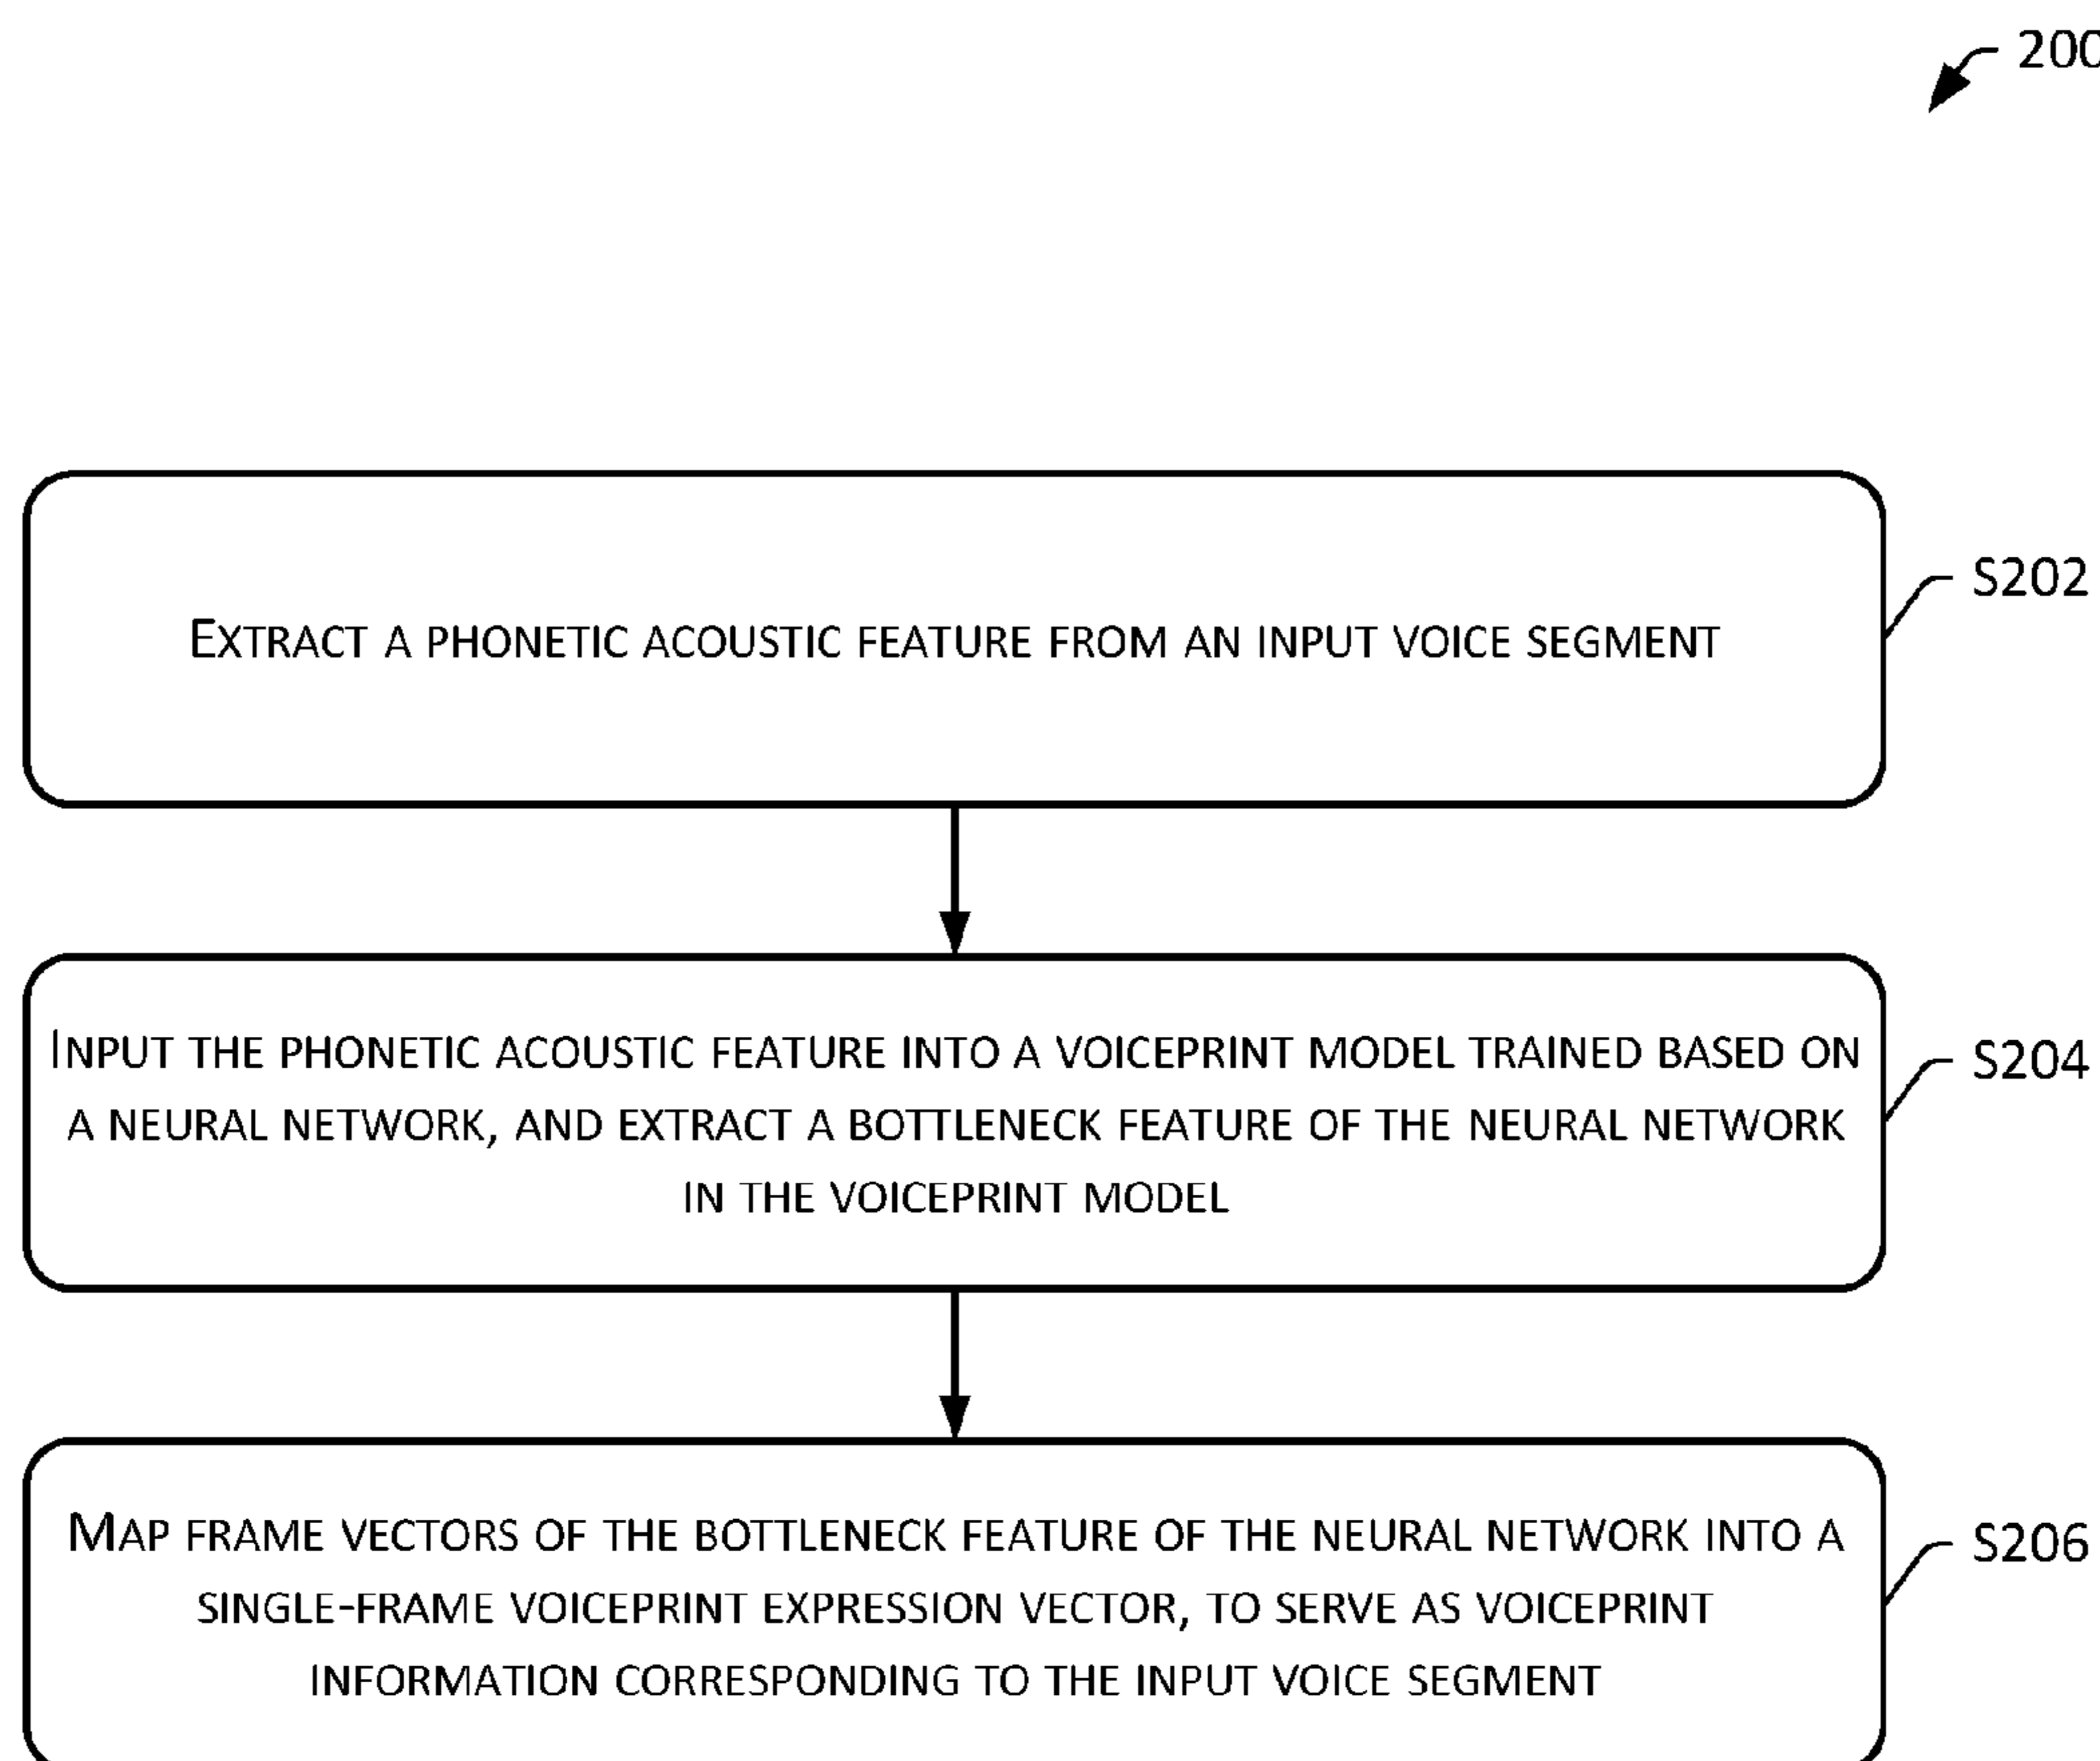 200
EXTRACT A PHONETIC ACOUSTIC FEATURE FROM AN INPUT VOICE SEGMENT
S202
INPUT THE PHONETIC ACOUSTIC FEATURE INTO A VOICEPRINT MODEL TRAINED BASED ON
A NEURAL NETWORK, AND EXTRACT A BOTTLENECK FEATURE OF THE NEURAL NETWORK
IN THE VOICEPRINT MODEL
S204
MAP FRAME VECTORS OF THE BOTTLENECK FEATURE OF THE NEURAL NETWORK INTO A
SINGLE-FRAME VOICEPRINT EXPRESSION VECTOR, TO SERVE AS VOICEPRINT
INFORMATION CORRESPONDING TO THE INPUT VOICE SEGMENT
S206